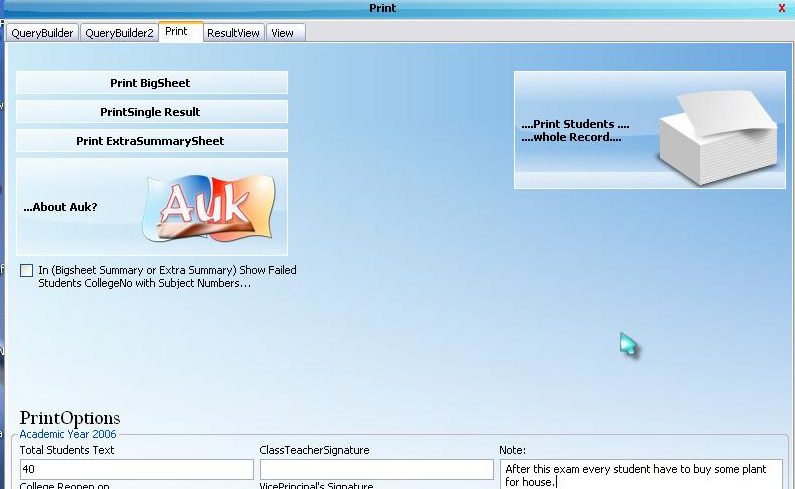 Print
X
QueryBuilder QueryBuilder2 Print ResultView View
Print BigSheet
PrintSingle Result
Print ExtraSummarySheet
....Print Students ....
....whole Record....
...About Auk?
Auk
In (Bigsheet Summary or Extra Summary) Show Failed
Students CollegeNo with Subject Numbers...
PrintOptions
Academic Year 2006
Total Students Text
40
ClassTeacherSignature
Note:
After this exam every student have to buy some plant
for house.
College Reopen on
VicePrincipal's Signature